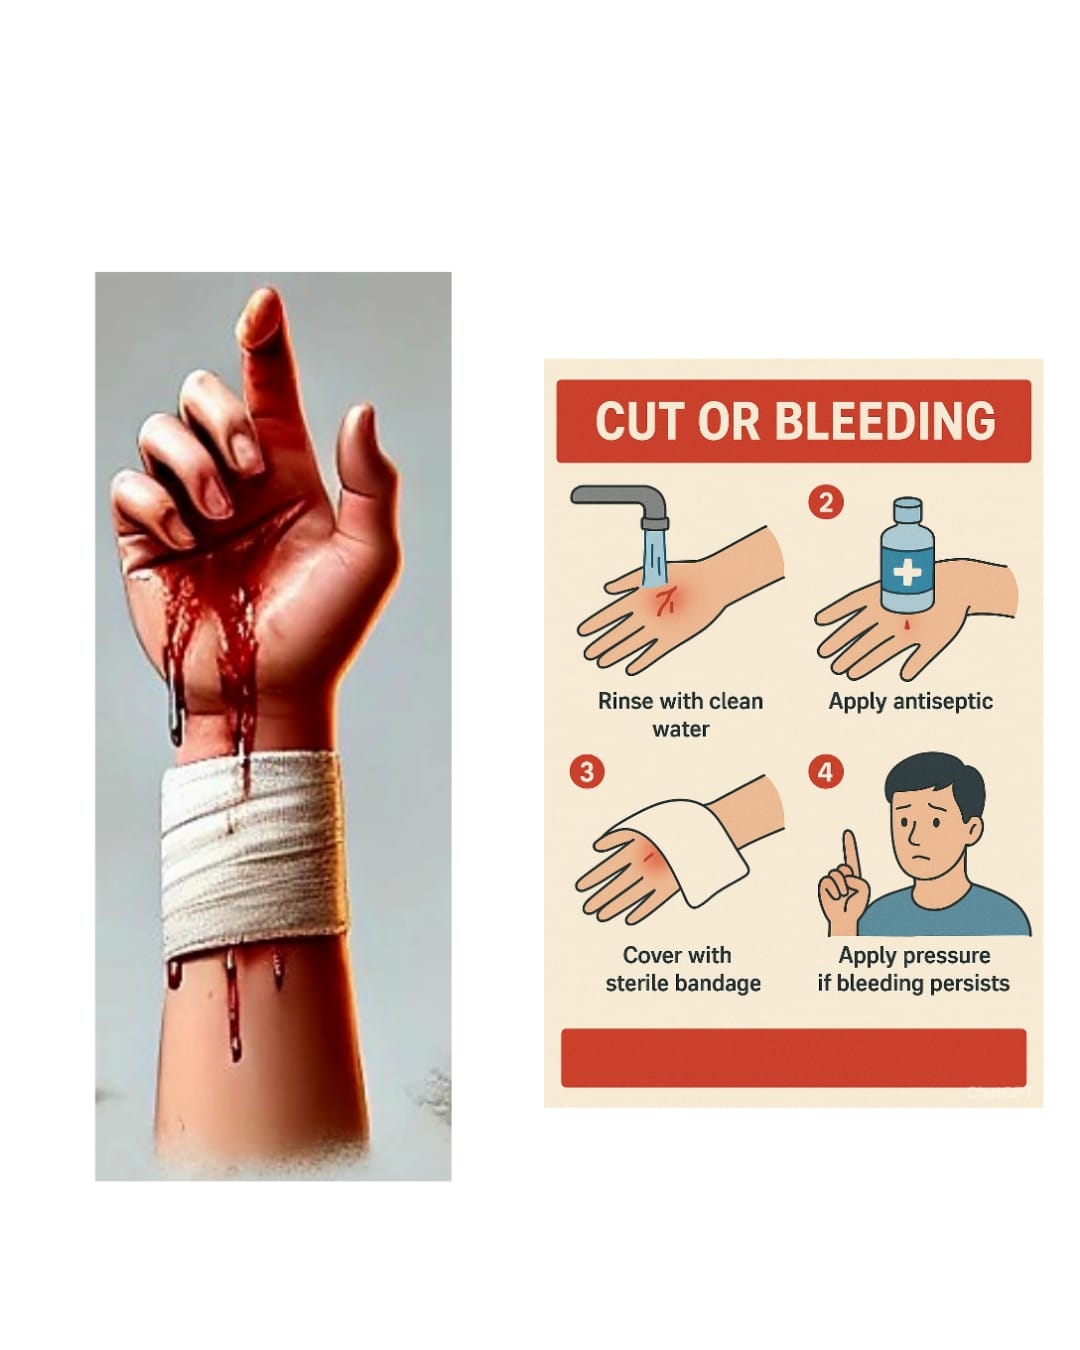 CUT OR BLEEDING
Rinse with clean
water
2
Apply antiseptic
3
Cover with
sterile bandage
4
Apply pressure
if bleeding persists
ChatGPT